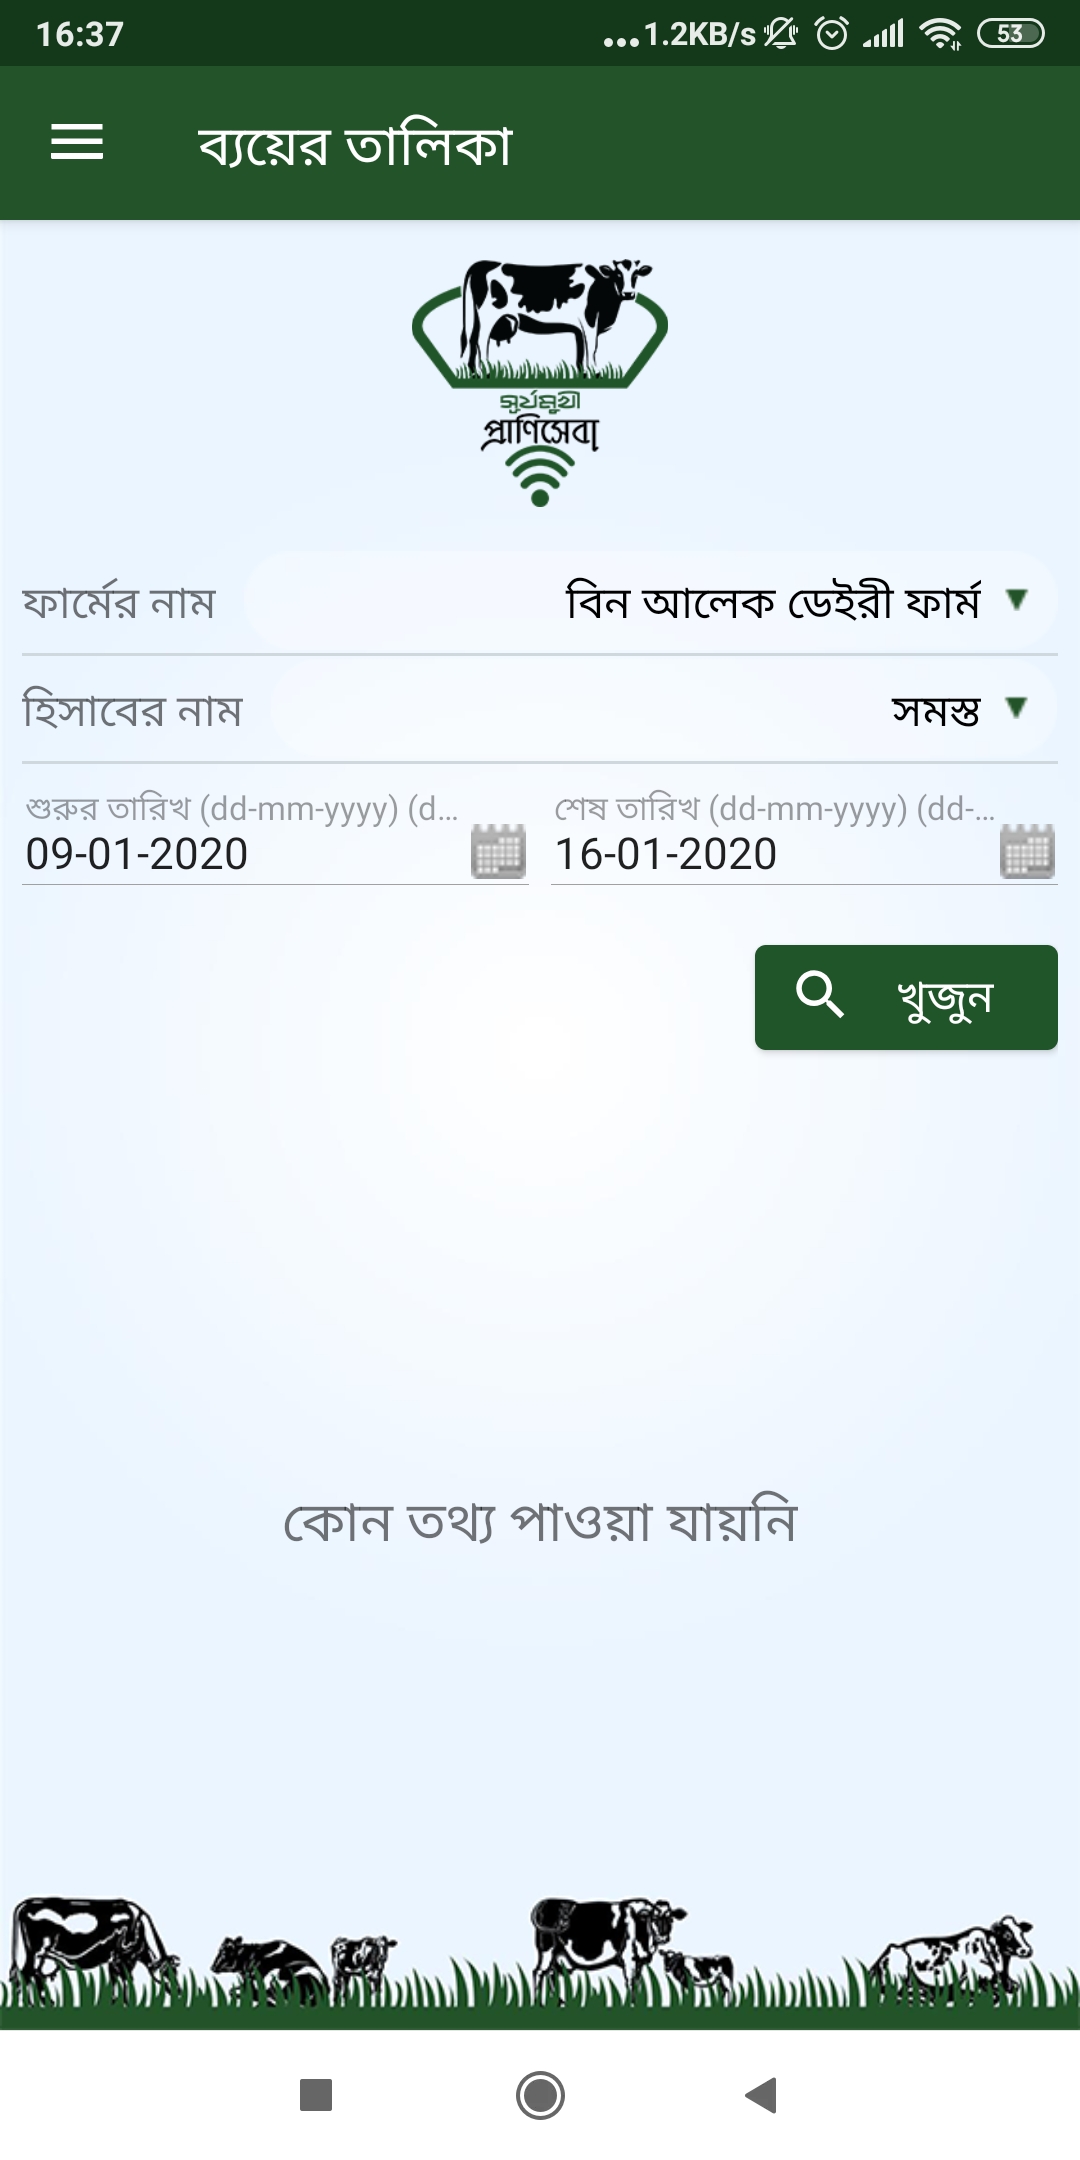 16:37
...1.2KB/s
53
ব্যয়ের তালিকা
সূর্যমুখী
প্রাণিসেবা
ফার্মের নাম বিন আলেক ডেইরী ফার্ম ▼
হিসাবের নাম সমস্ত ▼
শুরুর তারিখ (dd-mm-yyyy) (d... শেষ তারিখ (dd-mm-yyyy) (dd-...
09-01-2020 16-01-2020
খুজুন
কোন তথ্য পাওয়া যায়নি